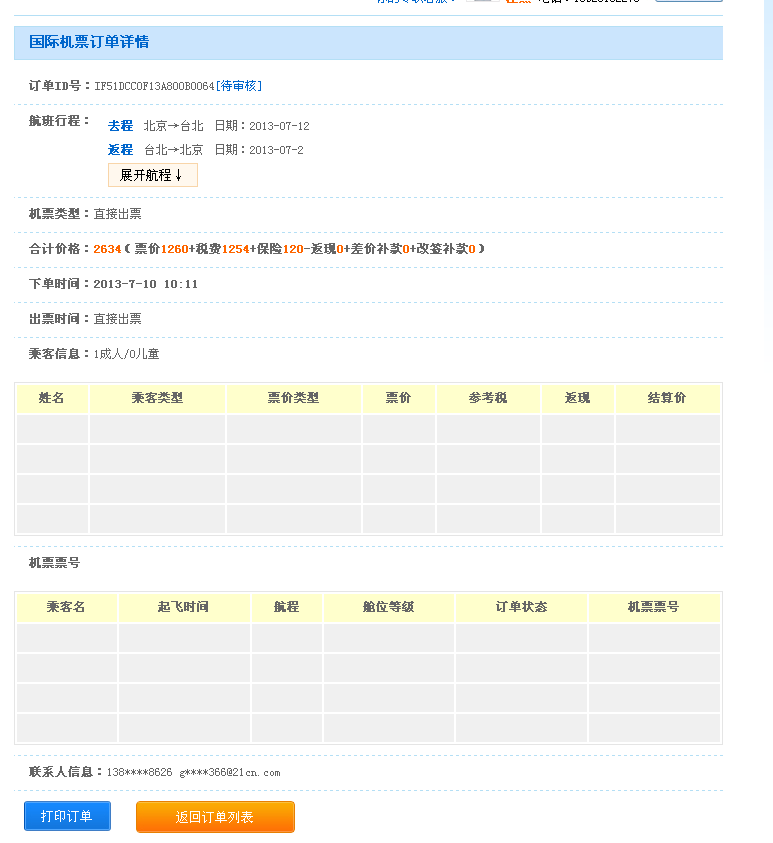 国际机票订单详情
订单ID号：IF51DCC0F13A800B0064[待审核]
航班行程：
去程 北京→台北 日期：2013-07-12
返程 台北→北京 日期：2013-07-2
展开航程↓
机票类型：直接出票
合计价格：2634（票价1260+税费1254+保险120-返现0+差价补款0+改签补款0）
下单时间：2013-7-10 10:11
出票时间：直接出票
乘客信息：1成人/0儿童
姓名 乘客类型 票价类型 票价 参考税 返现 结算价
机票票号
乘客名 起飞时间 航程 舱位等级 订单状态 机票票号
联系人信息：138****8626 g****366@21cn.com
打印订单 返回订单列表